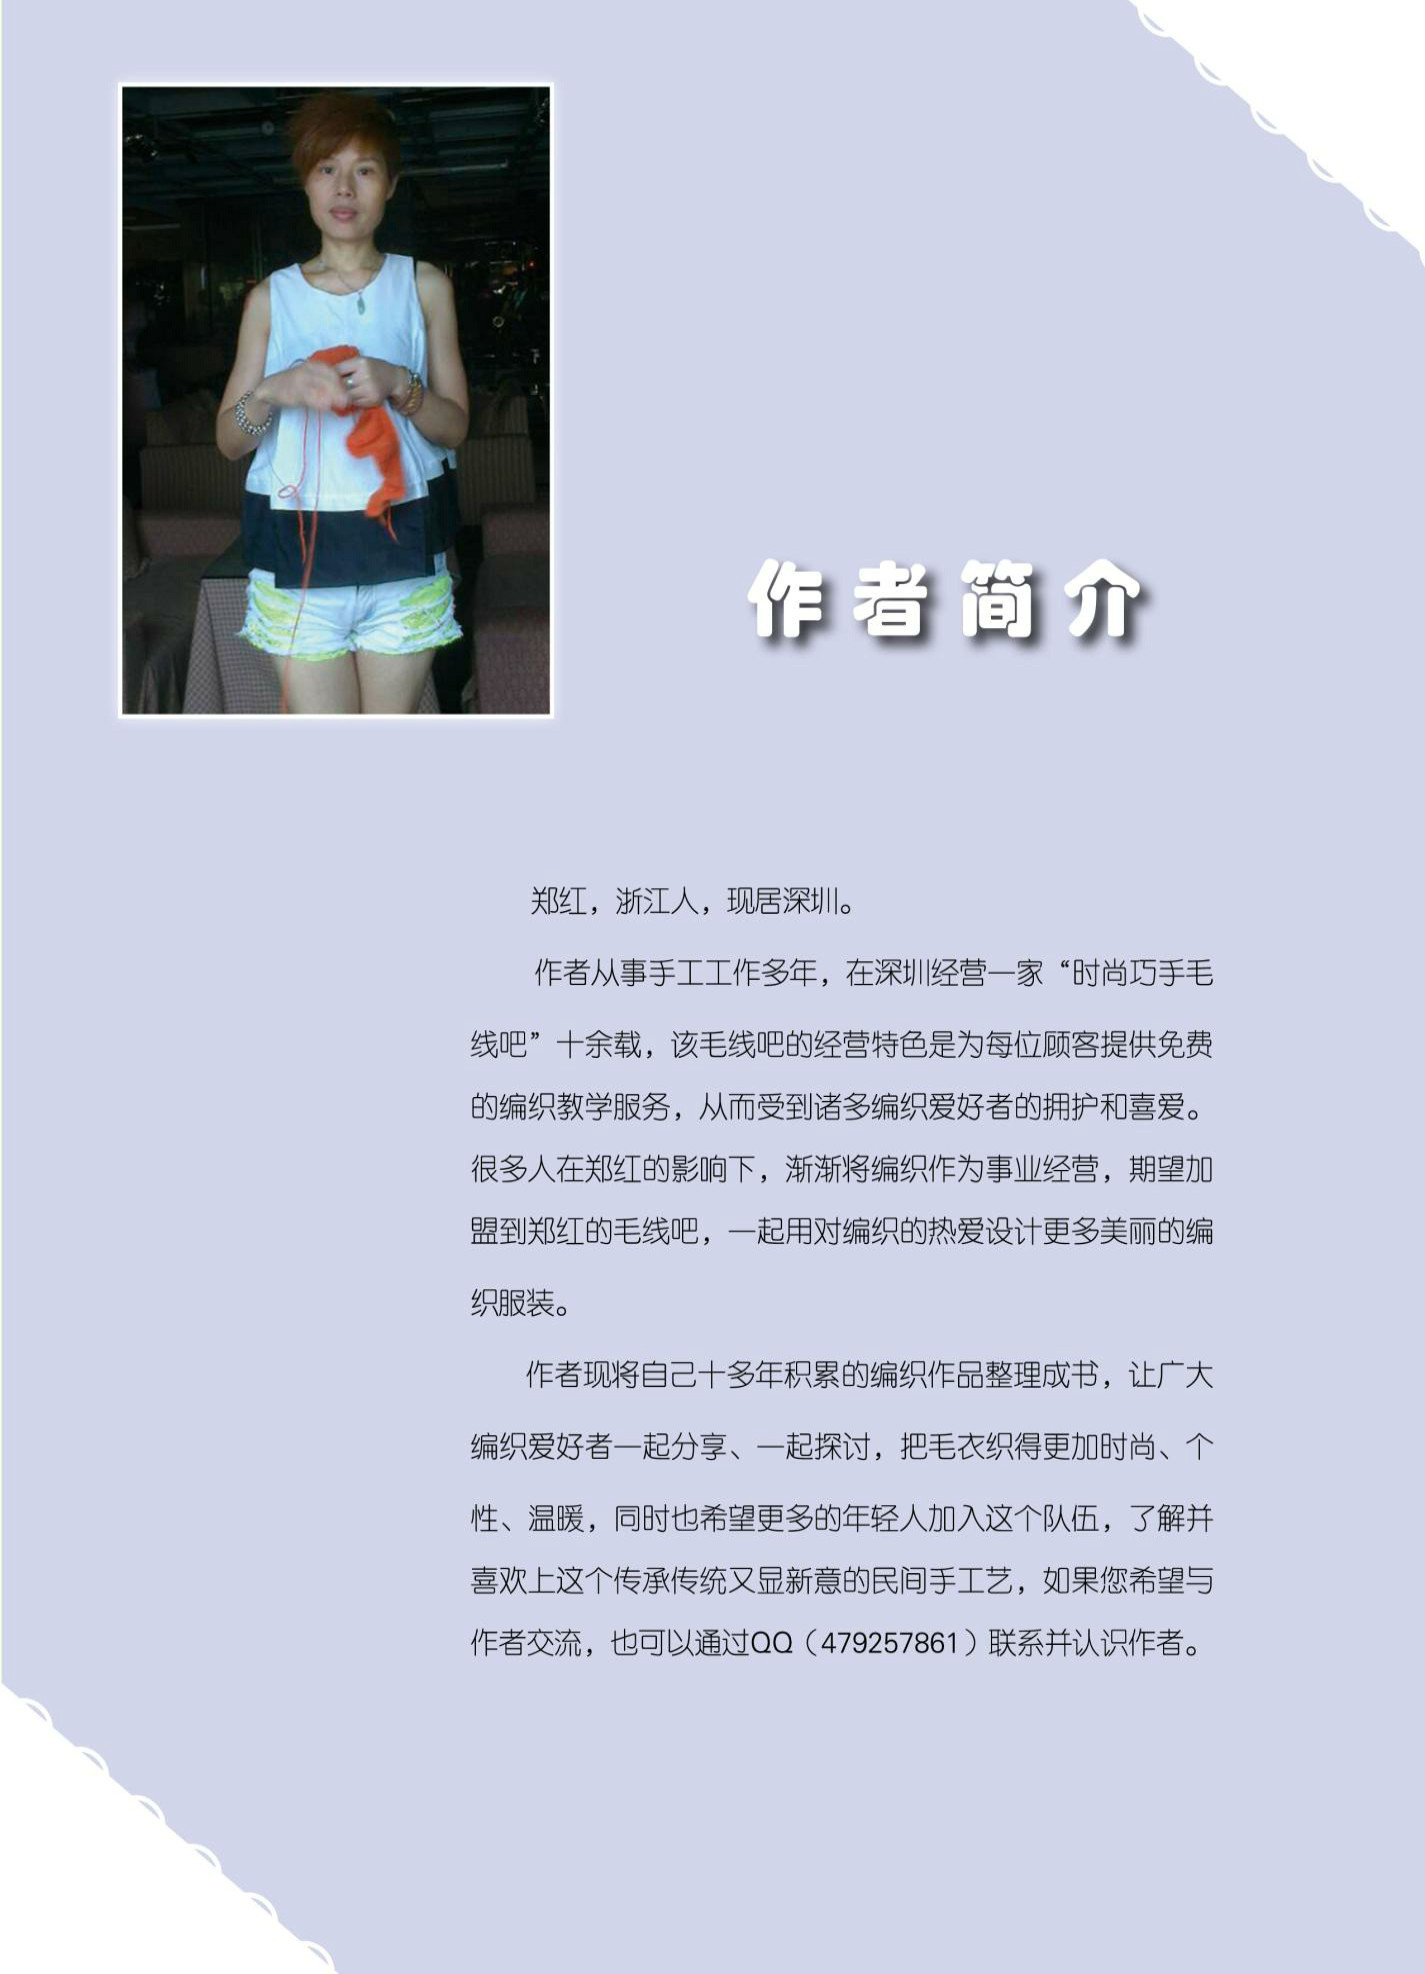 作者简介
郑红，浙江人，现居深圳。
作者从事手工工作多年，在深圳经营一家“时尚巧手毛
线吧”十余载，该毛线吧的经营特色是为每位顾客提供免费
的编织教学服务，从而受到诸多编织爱好者的拥护和喜爱。
很多人在郑红的影响下，渐渐将编织作为事业经营，期望加
盟到郑红的毛线吧，一起用对编织的热爱设计更多美丽的编
织服装。
作者现将自己十多年积累的编织作品整理成书，让广大
编织爱好者一起分享、一起探讨，把毛衣织得更加时尚、个
性、温暖，同时也希望更多的年轻人加入这个队伍，了解并
喜欢上这个传承传统又显新意的民间手工艺，如果您希望与
作者交流，也可以通过QQ（479257861）联系并认识作者。